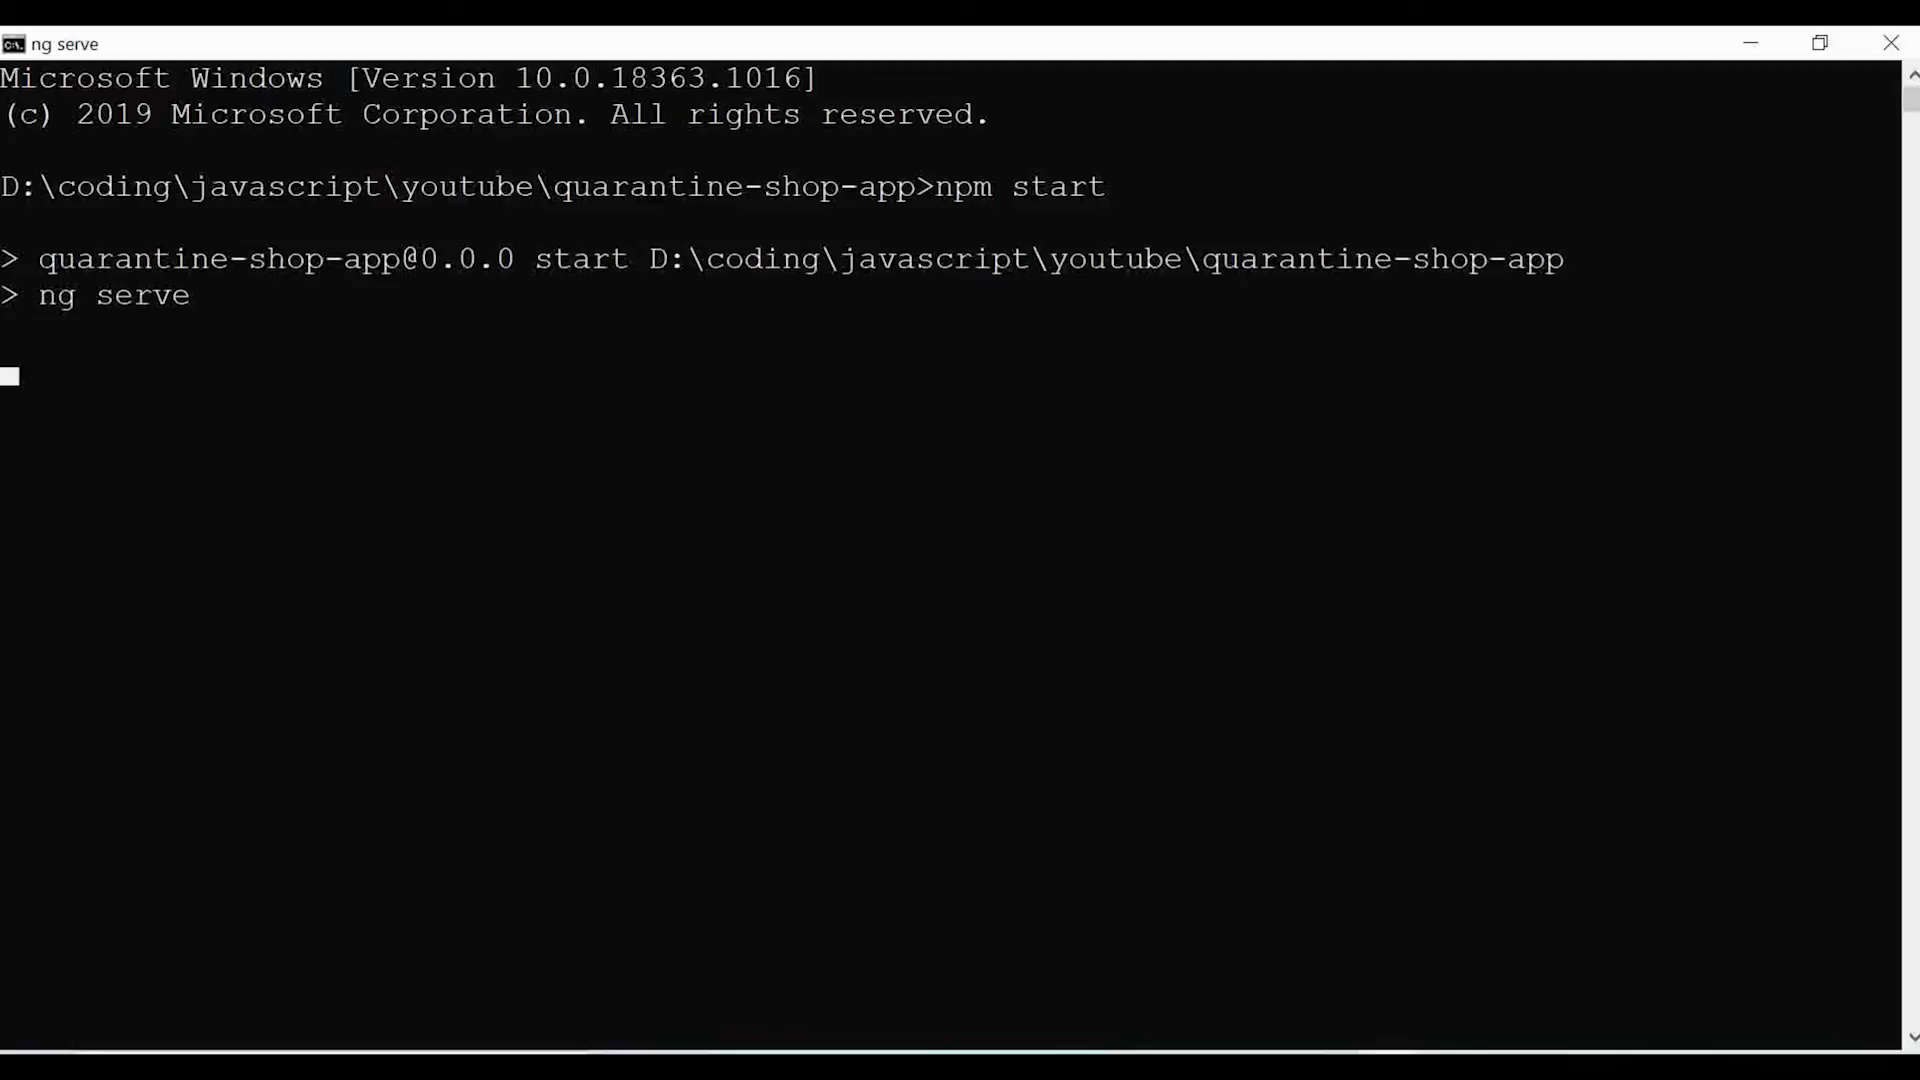 ng serve
Microsoft Windows [Version 10.0.18363.1016]
(c) 2019 Microsoft Corporation. All rights reserved.
D:\coding\javascript\youtube\quarantine-shop-app>npm start
> quarantine-shop-app@0.0.0 start D:\coding\javascript\youtube\quarantine-shop-app
> ng serve